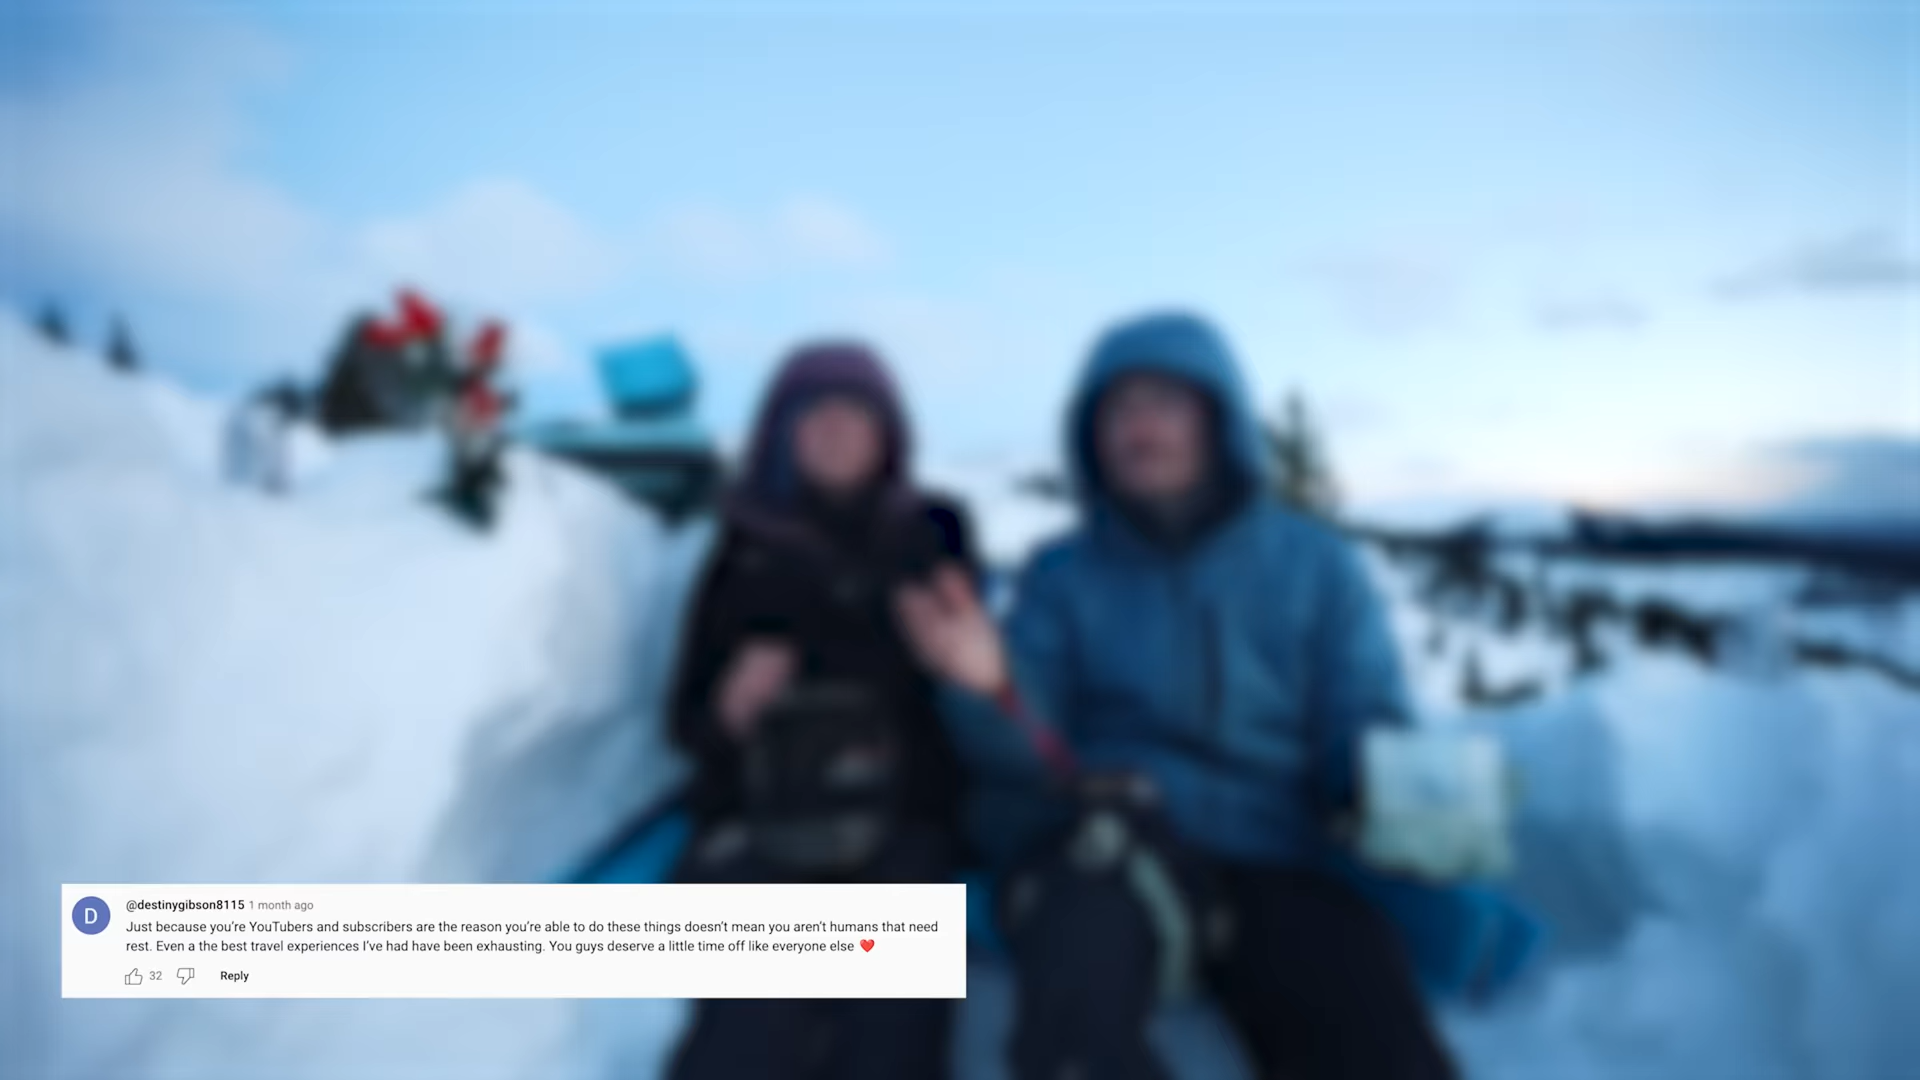 D
@destinygibson8115 1 month ago
Just because you’re YouTubers and subscribers are the reason you’re able to do these things doesn’t mean you aren’t humans that need
rest. Even a the best travel experiences I’ve had have been exhausting. You guys deserve a little time off like everyone else ❤️
32 Reply